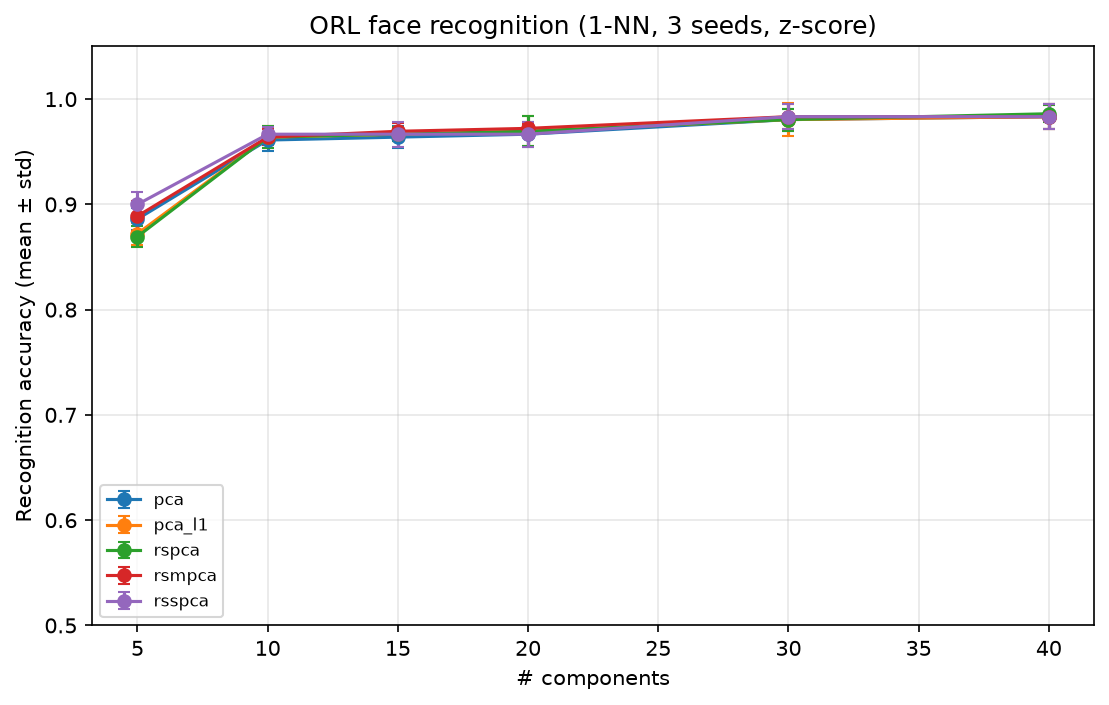 ORL face recognition (1-NN, 3 seeds, z-score)
Recognition accuracy (mean ± std)
1.0
0.9
0.8
0.7
0.6
0.5
pca
pca_l1
rspca
rsmpca
rsspca
5 10 15 20 25 30 35 40
# components